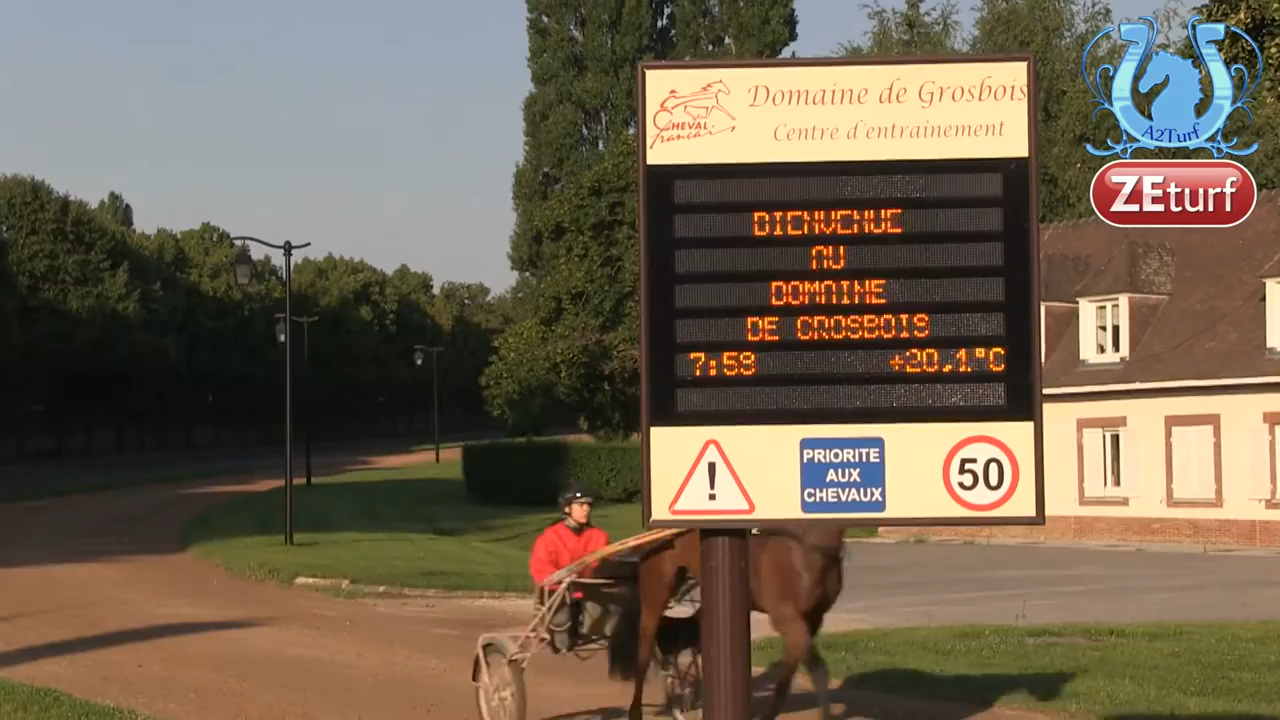 Domaine de Grosbois
Centre d'entraînement
CHEVAL
français
BIENVENUE
AU
DOMAINE
DE GROSBOIS
7:59 +20.1°C
!
PRIORITE
AUX
CHEVAUX
50
A2Turf
ZEturf